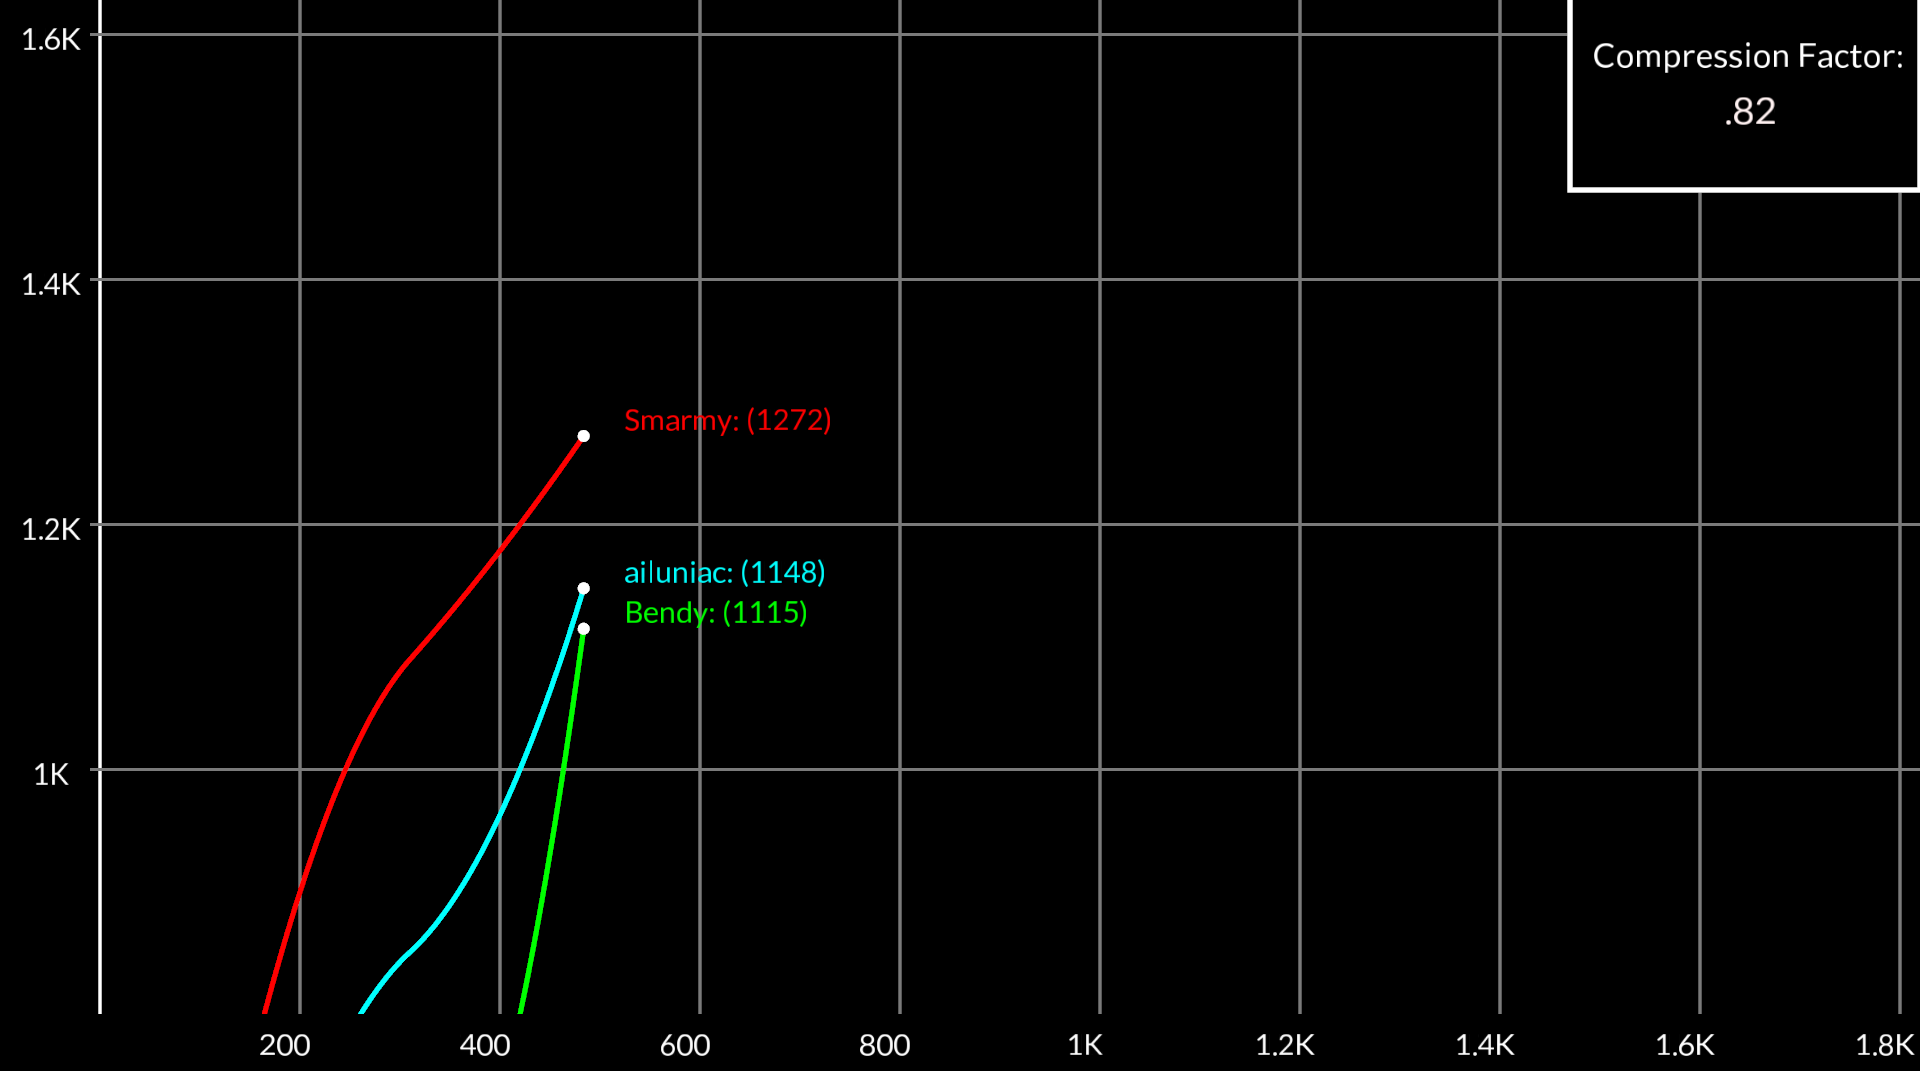 1.6K
Compression Factor:
.82
1.4K
Smarmy: (1272)
1.2K
ailuniac: (1148)
Bendy: (1115)
1K
200 400 600 800 1K 1.2K 1.4K 1.6K 1.8K